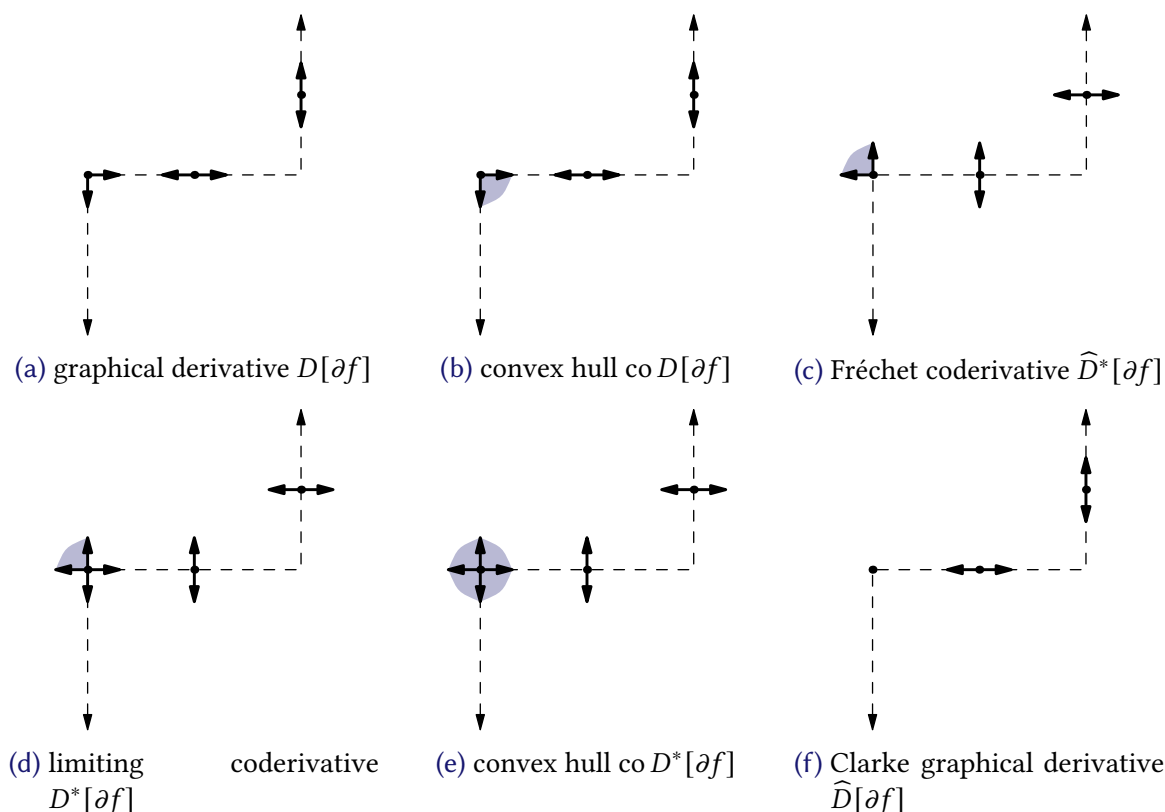 (a) graphical derivative D[∂f]
(b) convex hull co D[∂f]
(c) Fréchet coderivative D̂*[∂f]
(d) limiting coderivative
D*[∂f]
(e) convex hull co D*[∂f]
(f) Clarke graphical derivative
D̂[∂f]